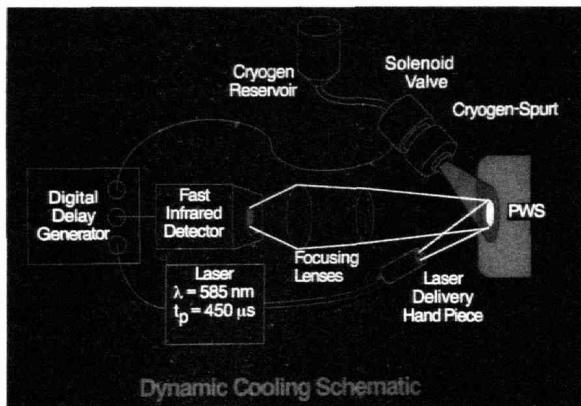 Cryogen
Reservoir
Solenoid
Valve
Cryogen-Spurt
Digital
Delay
Generator
Fast
Infrared
Detector
PWS
Focusing
Lenses
Laser
λ = 585 nm
tp = 450 μs
Laser
Delivery
Hand Piece
Dynamic Cooling Schematic